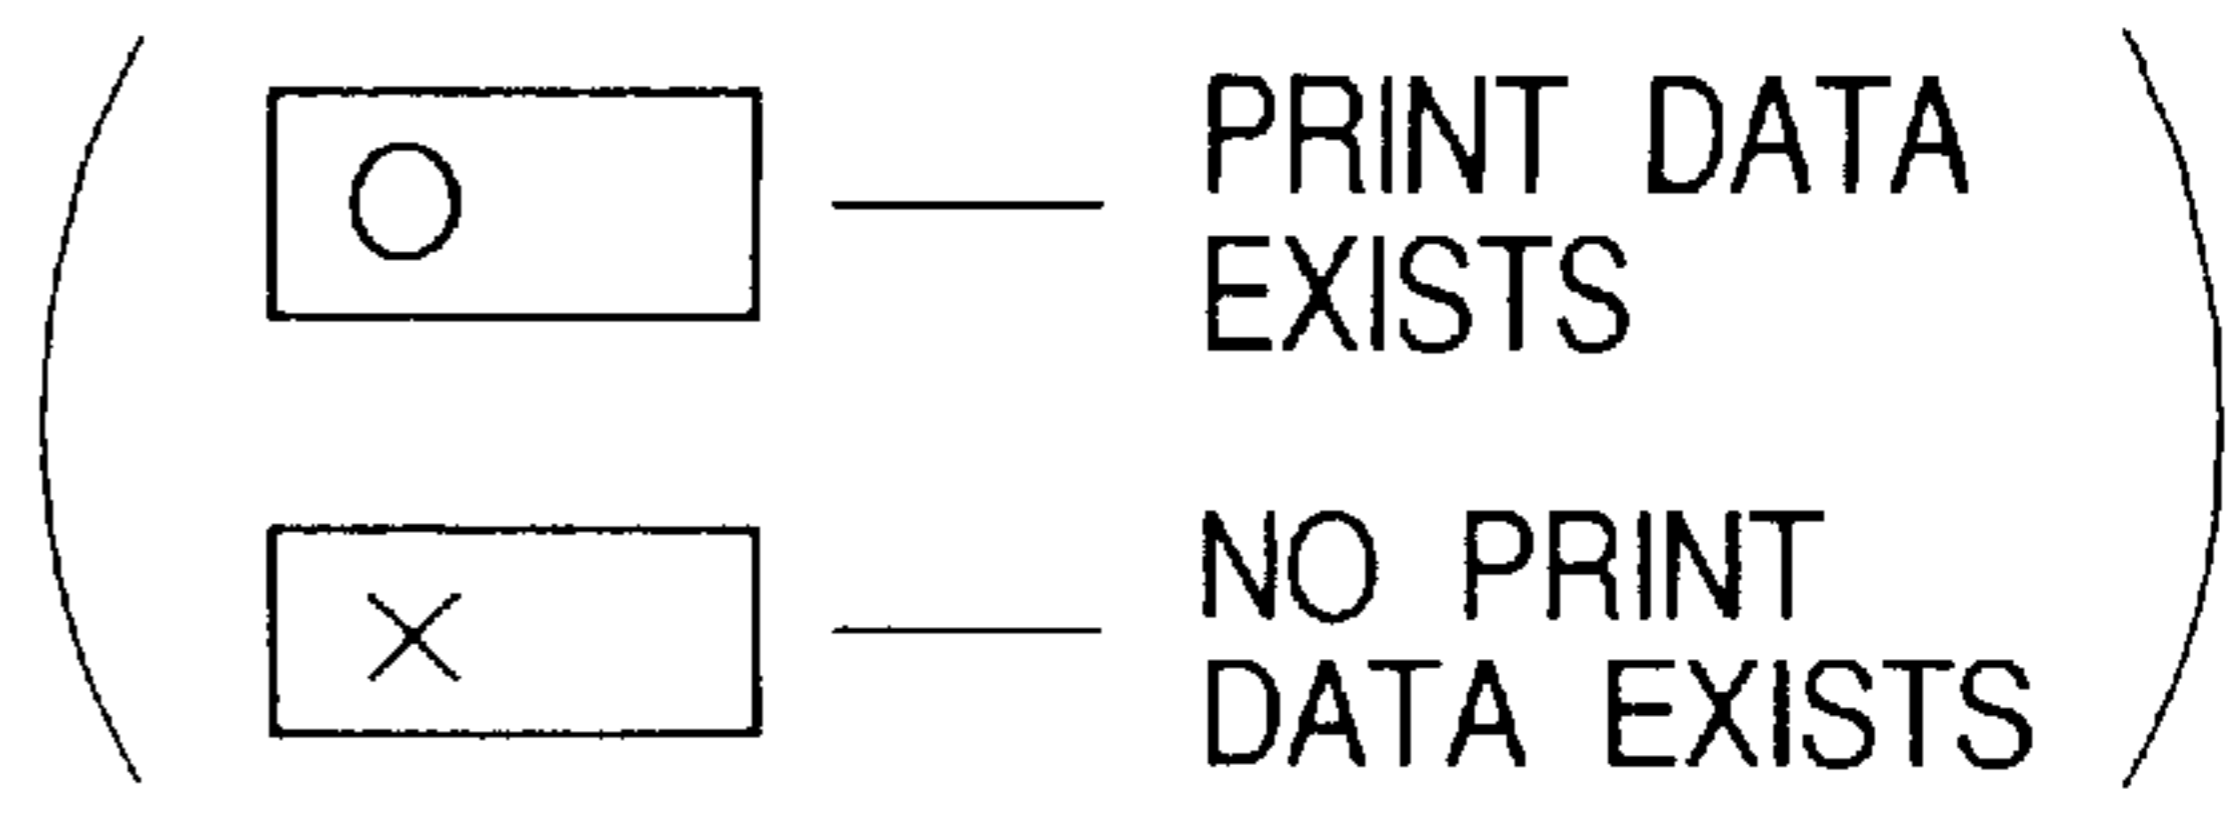 ○ — PRINT DATA
EXISTS
× — NO PRINT
DATA EXISTS